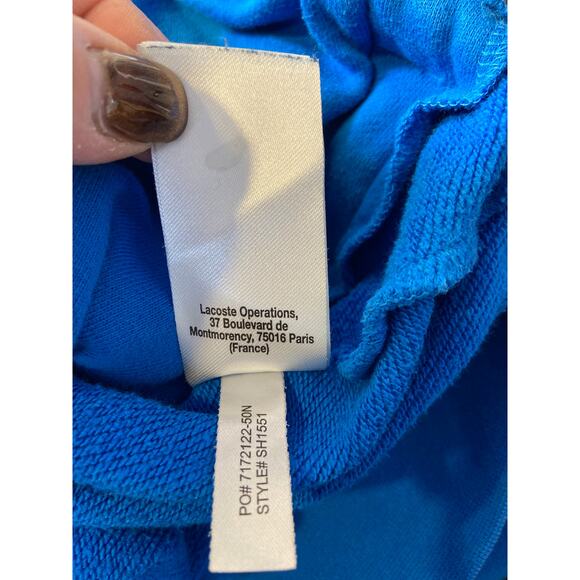 Lacoste Operations,
37 Boulevard de
Montmorency, 75016 Paris
(France)
PO# 7172122-50N
STYLE# SH1551